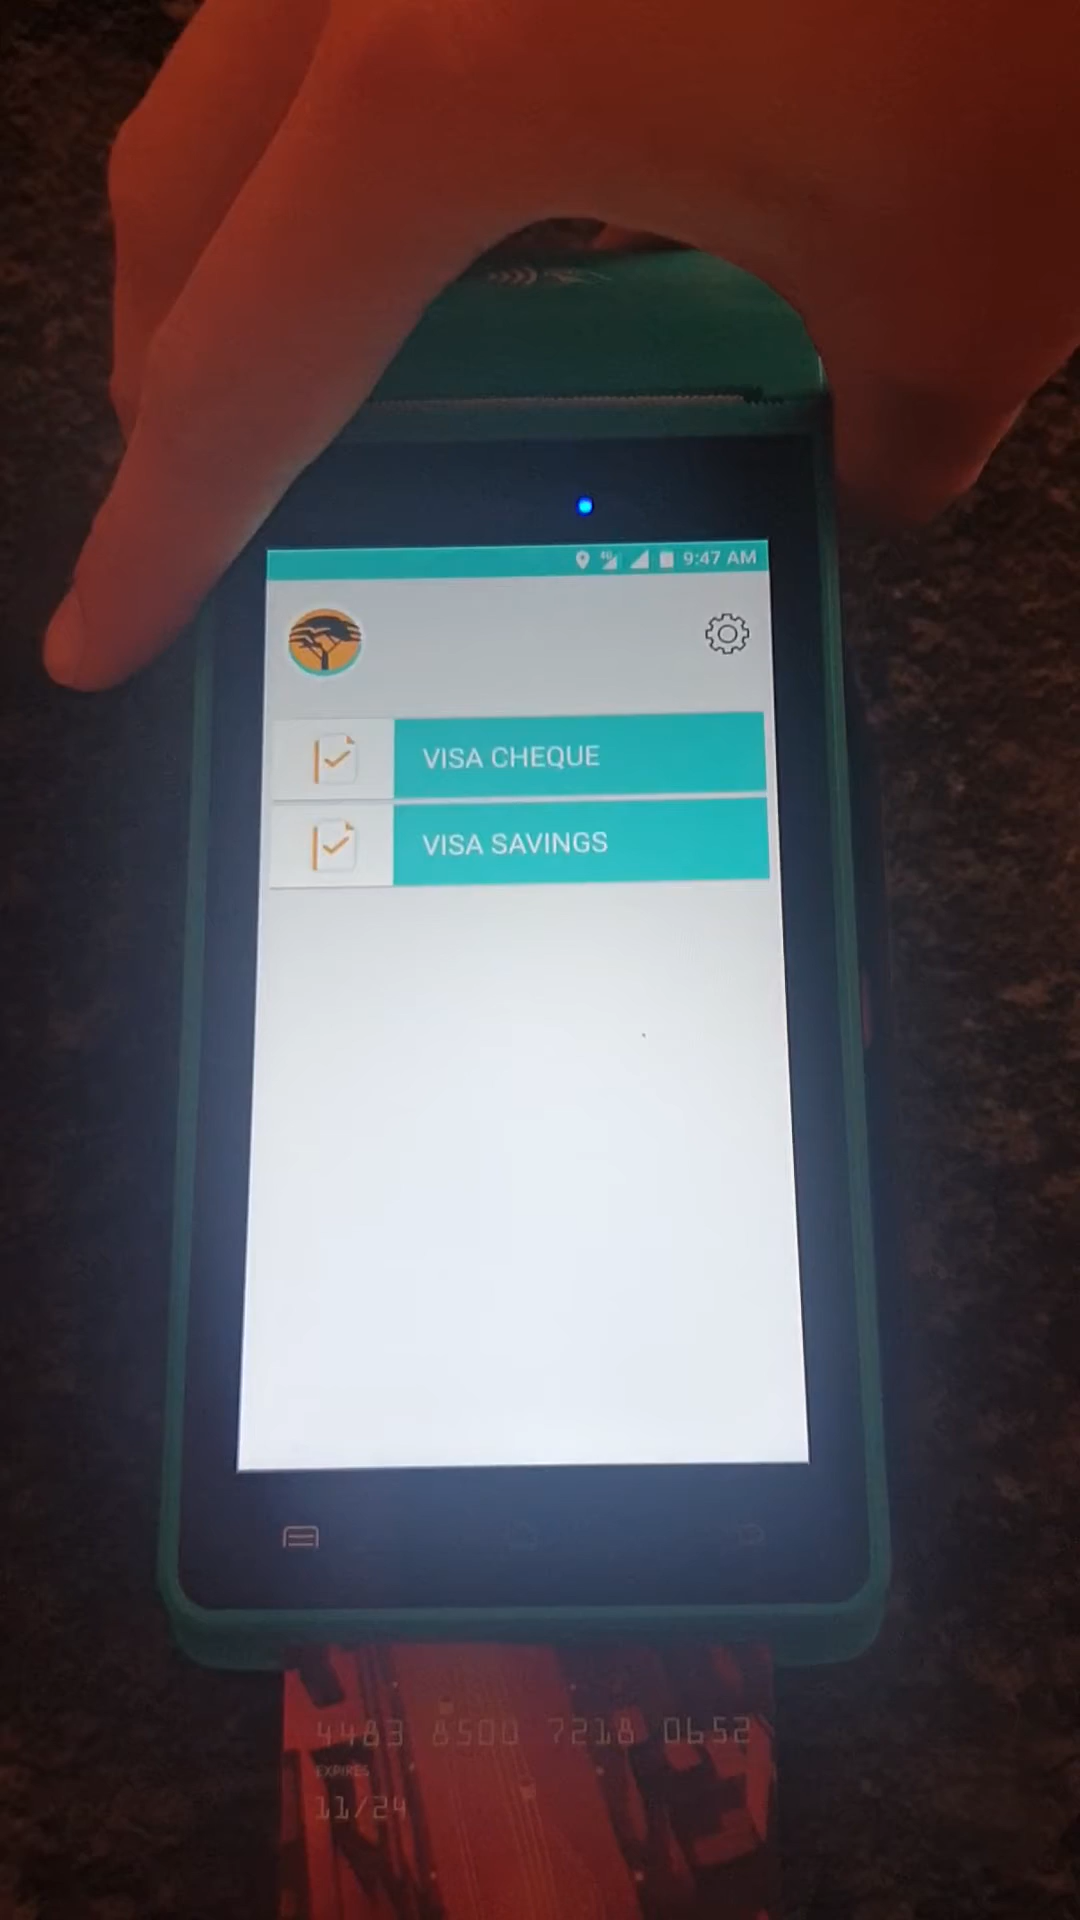 9:47 AM
VISA CHEQUE
VISA SAVINGS
4483 8500 7218 0652
EXPIRES
11/24